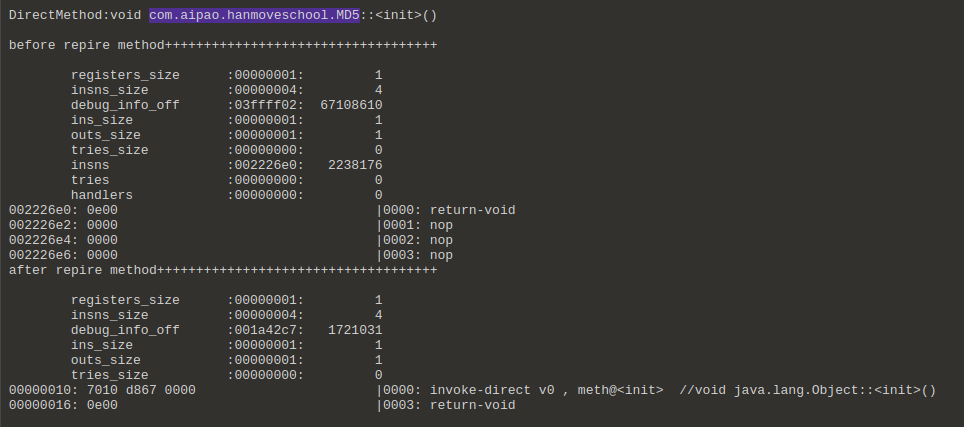 DirectMethod:void com.aipao.hanmoveschool.MD5::<init>()
before repire method+++++++++++++++++++++++++++++++++++
registers_size :00000001: 1
insns_size :00000004: 4
debug_info_off :03ffff02: 67108610
ins_size :00000001: 1
outs_size :00000001: 1
tries_size :00000000: 0
insns :002226e0: 2238176
tries :00000000: 0
handlers :00000000: 0
002226e0: 0e00 |0000: return-void
002226e2: 0000 |0001: nop
002226e4: 0000 |0002: nop
002226e6: 0000 |0003: nop
after repire method++++++++++++++++++++++++++++++++++++
registers_size :00000001: 1
insns_size :00000004: 4
debug_info_off :001a42c7: 1721031
ins_size :00000001: 1
outs_size :00000001: 1
tries_size :00000000: 0
00000010: 7010 d867 0000 |0000: invoke-direct v0 , meth@<init> //void java.lang.Object::<init>()
00000016: 0e00 |0003: return-void